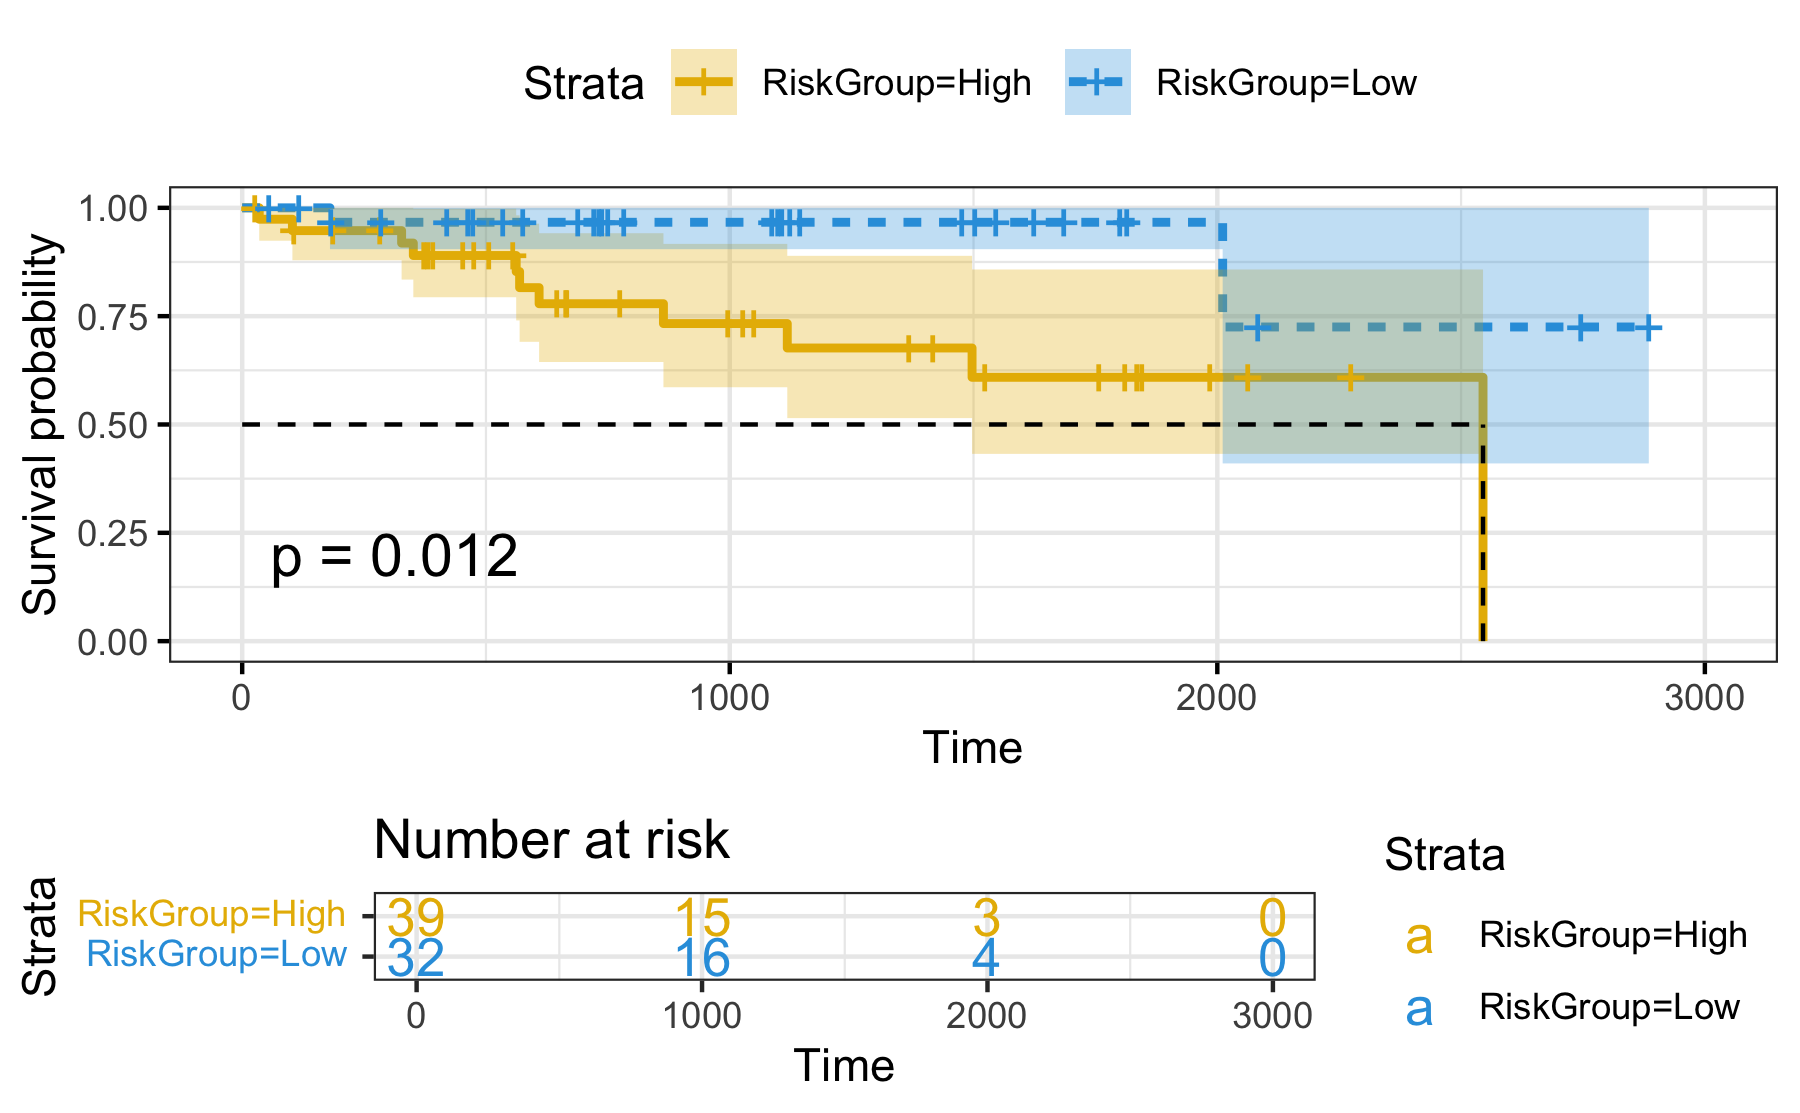 Strata RiskGroup=High RiskGroup=Low
Survival probability
1.00
0.75
0.50
0.25
0.00
p = 0.012
0 1000 2000 3000
Time
Number at risk
Strata
RiskGroup=High 39 15 3 0
RiskGroup=Low 32 16 4 0
0 1000 2000 3000
Time
Strata
a RiskGroup=High
a RiskGroup=Low